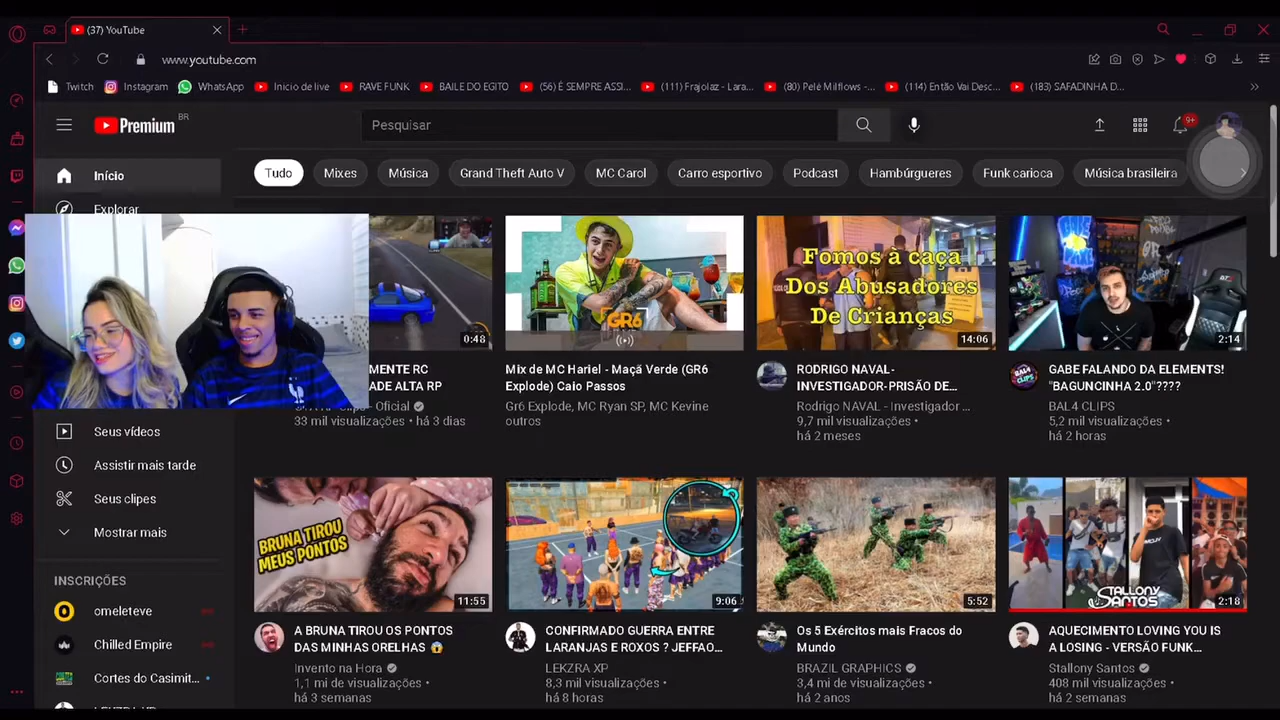 (37) YouTube
www.youtube.com
Twitch
Instagram
WhatsApp
Inicio de live
RAVE FUNK
BAILE DO EGITO
(56) É SEMPRE ASSI...
(111) Frajolaz - Lara...
(80) Pelé Milflows -...
(114) Então Vai Desc...
(183) SAFADINHA D...
Premium BR
Pesquisar
9+
Início
Explorar
Tudo
Mixes
Música
Grand Theft Auto V
MC Carol
Carro esportivo
Podcast
Hambúrgueres
Funk carioca
Música brasileira
0:48
MENTE RC
ADE ALTA RP
Oficial
33 mil visualizações • há 3 dias
GR6
Mix de MC Hariel - Maçã Verde (GR6
Explode) Caio Passos
Gr6 Explode, MC Ryan SP, MC Kevin e
outros
Fomos à caça
Dos Abusadores
De Crianças
14:06
RODRIGO NAVAL-
INVESTIGADOR-PRISÃO DE...
Rodrigo NAVAL - Investigador ...
9,7 mil visualizações •
há 2 meses
2:14
GABE FALANDO DA ELEMENTS!
"BAGUNCINHA 2.0"????
BAL4 CLIPS
5,2 mil visualizações •
há 2 horas
Seus vídeos
Assistir mais tarde
Seus clipes
Mostrar mais
INSCRIÇÕES
omeleteve
Chilled Empire
Cortes do Casimit...
BRUNA TIROU
MEUS PONTOS
11:55
A BRUNA TIROU OS PONTOS
DAS MINHAS ORELHAS 😱
Invento na Hora
1,1 mi de visualizações •
há 3 semanas
9:06
CONFIRMADO GUERRA ENTRE
LARANJAS E ROXOS ? JEFFAO...
LEKZRA XP
8,3 mil visualizações •
há 8 horas
5:52
Os 5 Exércitos mais Fracos do
Mundo
BRAZIL GRAPHICS
3,4 mi de visualizações •
há 2 anos
STALLONY
SANTOS
2:18
AQUECIMENTO LOVING YOU IS
A LOSING - VERSÃO FUNK...
Stallony Santos
408 mil visualizações •
há 2 semanas